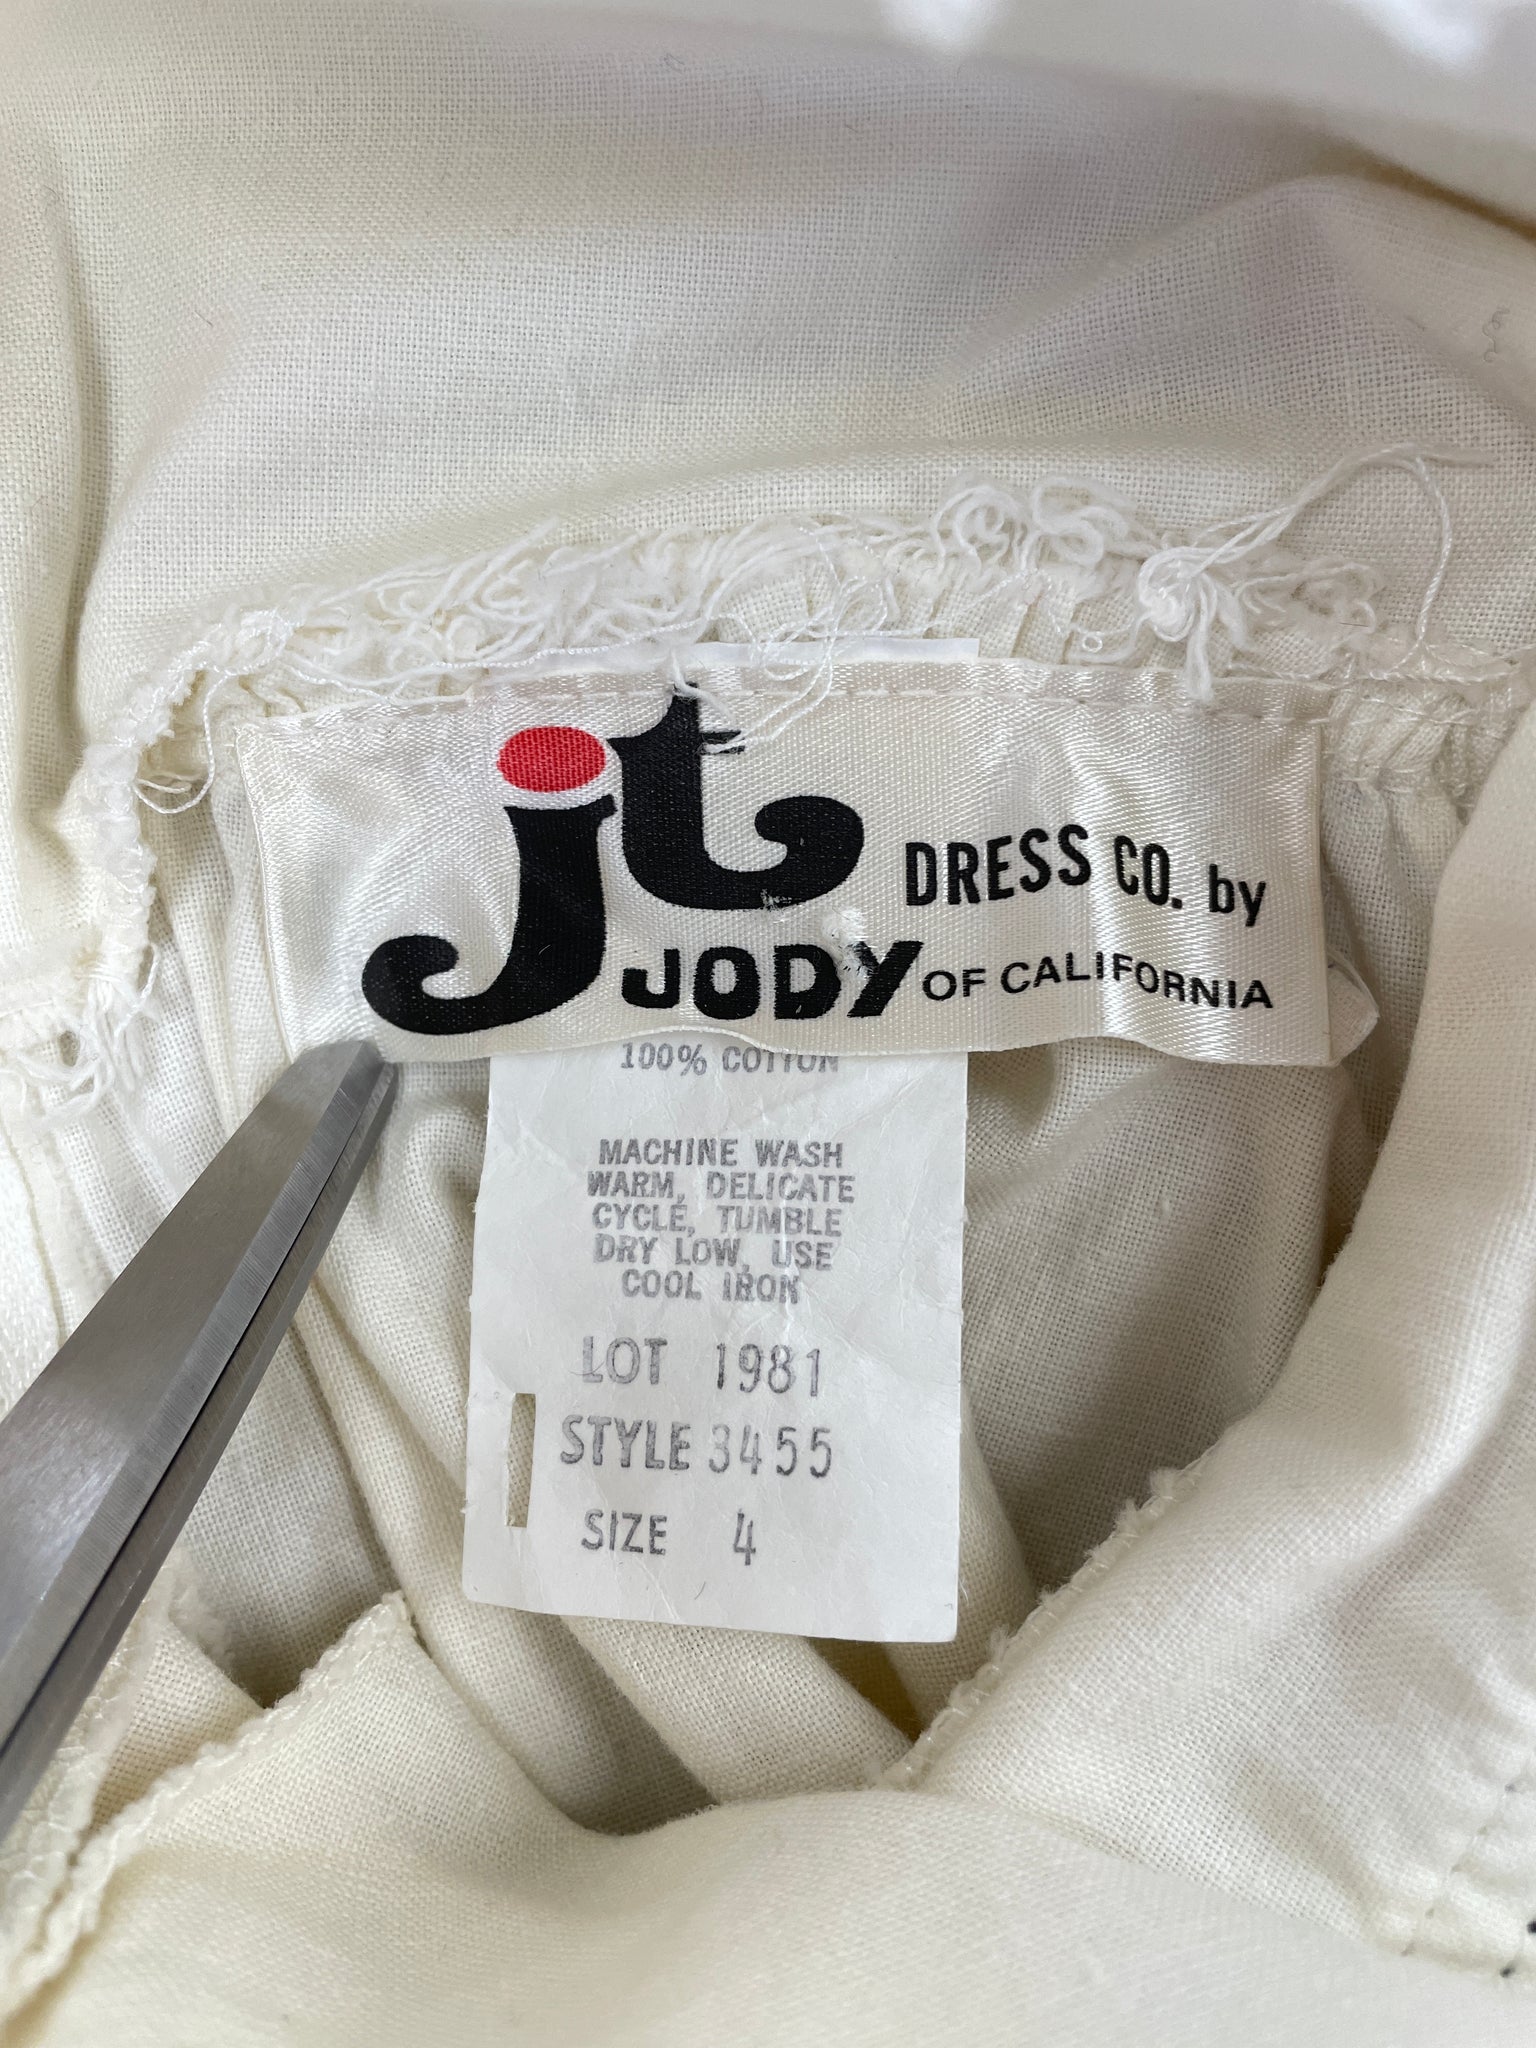 jt DRESS CO. by
JODY OF CALIFORNIA
100% COTTON
MACHINE WASH
WARM, DELICATE
CYCLE, TUMBLE
DRY LOW, USE
COOL IRON
LOT 1981
STYLE 3455
SIZE 4